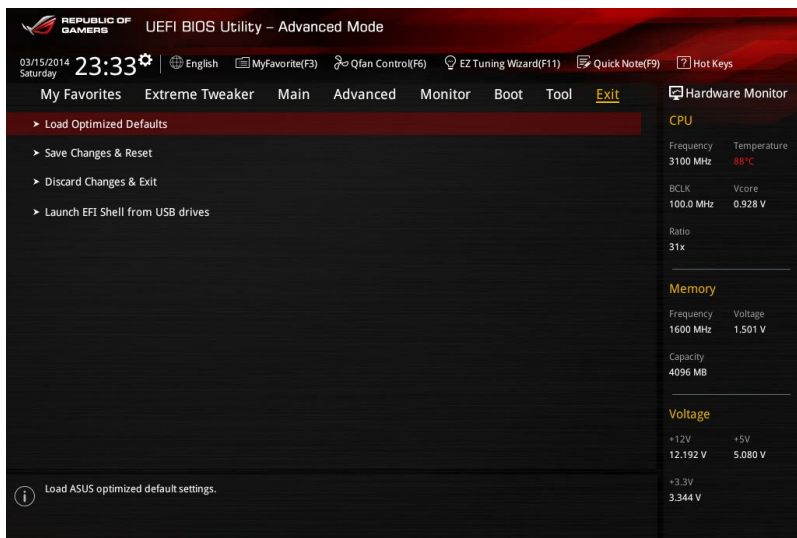 REPUBLIC OF
GAMERS
UEFI BIOS Utility – Advanced Mode
03/15/2014
Saturday
23:33
English
MyFavorite(F3)
Qfan Control(F6)
EZ Tuning Wizard(F11)
Quick Note(F9)
? Hot Keys
My Favorites Extreme Tweaker Main Advanced Monitor Boot Tool Exit
> Load Optimized Defaults
> Save Changes & Reset
> Discard Changes & Exit
> Launch EFI Shell from USB drives
i Load ASUS optimized default settings.
Hardware Monitor
CPU
Frequency Temperature
3100 MHz 88°C
BCLK Vcore
100.0 MHz 0.928 V
Ratio
31x
Memory
Frequency Voltage
1600 MHz 1.501 V
Capacity
4096 MB
Voltage
+12V +5V
12.192 V 5.080 V
+3.3V
3.344 V